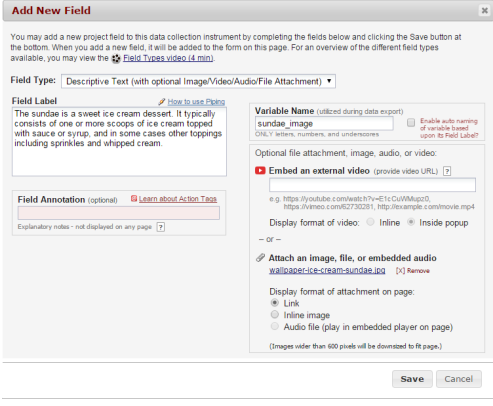 Add New Field
You may add a new project field to this data collection instrument by completing the fields below and clicking the Save button at
the bottom. When you add a new field, it will be added to the form on this page. For an overview of the different field types
available, you may view the Field Types video (4 min).
Field Type: Descriptive Text (with optional Image/Video/Audio/File Attachment)
Field Label
How to use Piping
The sundae is a sweet ice cream dessert. It typically
consists of one or more scoops of ice cream topped
with sauce or syrup, and in some cases other toppings
including sprinkles and whipped cream.
Field Annotation (optional) Learn about Action Tags
Explanatory notes - not displayed on any page ?
Variable Name (utilized during data export)
sundae_image
ONLY letters, numbers, and underscores
Enable auto naming
of variable based
upon its Field Label?
Optional file attachment, image, audio, or video:
Embed an external video (provide video URL) ?
e.g. https://youtube.com/watch?v=E1cCuWMupz0,
https://vimeo.com/62730281, http://example.com/movie.mp4
Display format of video: Inline Inside popup
– or –
Attach an image, file, or embedded audio
wallpaper-ice-cream-sundae.jpg [X] Remove
Display format of attachment on page:
Link
Inline image
Audio file (play in embedded player on page)
(Images wider than 600 pixels will be downsized to fit page.)
Save Cancel